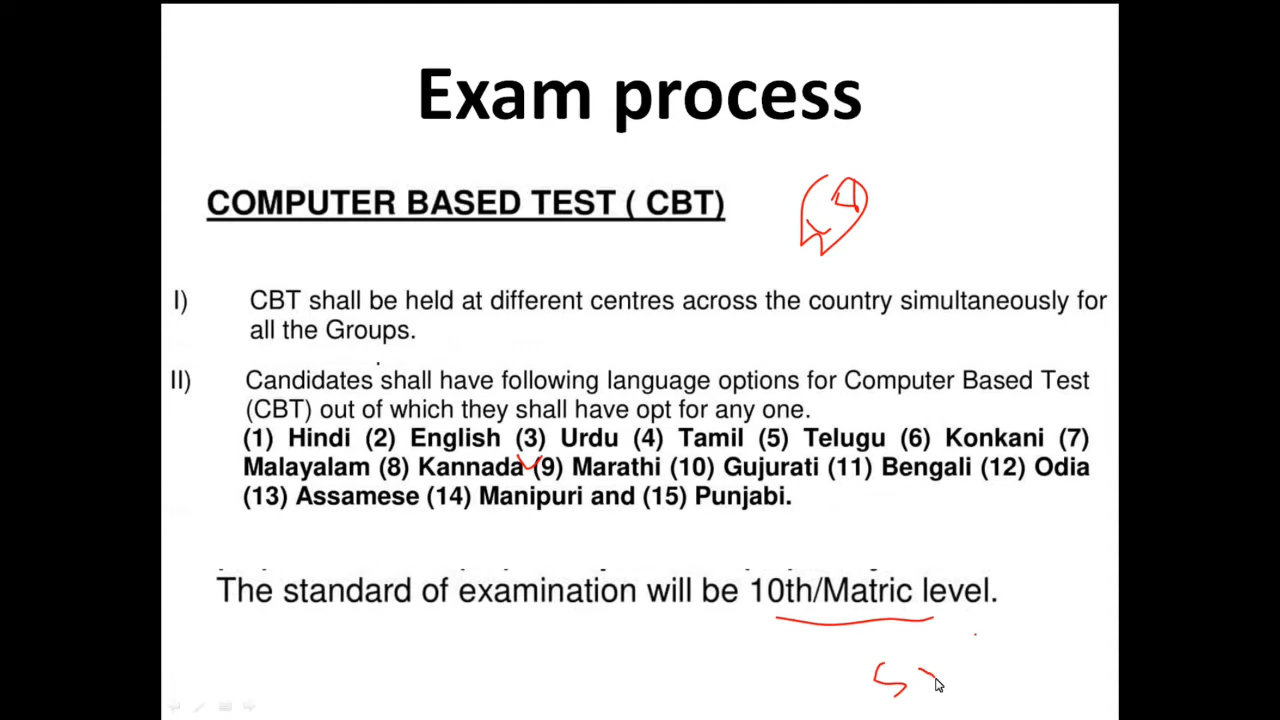 Exam process
COMPUTER BASED TEST ( CBT)
I) CBT shall be held at different centres across the country simultaneously for
all the Groups.
II) Candidates shall have following language options for Computer Based Test
(CBT) out of which they shall have opt for any one.
(1) Hindi (2) English (3) Urdu (4) Tamil (5) Telugu (6) Konkani (7)
Malayalam (8) Kannada (9) Marathi (10) Gujurati (11) Bengali (12) Odia
(13) Assamese (14) Manipuri and (15) Punjabi.
The standard of examination will be 10th/Matric level.